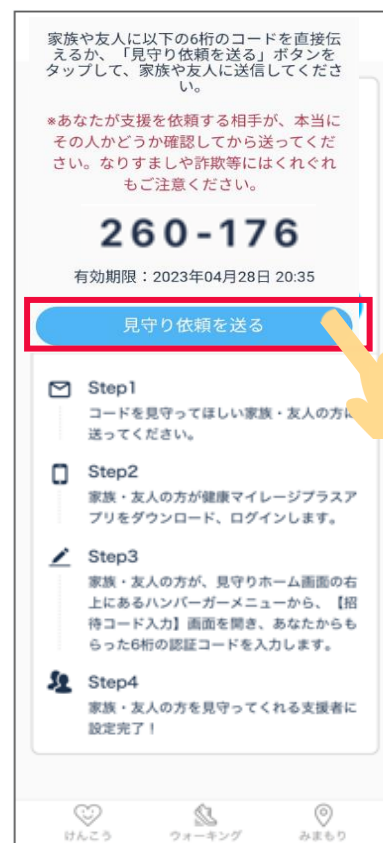 家族や友人に以下の6桁のコードを直接伝
えるか、「見守り依頼を送る」ボタンを
タップして、家族や友人に送信してくださ
い。
※あなたが支援を依頼する相手が、本当に
その人かどうか確認してから送ってくだ
さい。なりすましや詐欺等にはくれぐれ
もご注意ください。
260-176
有効期限：2023年04月28日 20:35
見守り依頼を送る
Step1
コードを見守ってほしい家族・友人の方に
送ってください。
Step2
家族・友人の方が健康マイレージプラスア
プリをダウンロード、ログインします。
Step3
家族・友人の方が、見守りホーム画面の右
上にあるハンバーガーメニューから、【招
待コード入力】画面を開き、あなたからも
らった6桁の認証コードを入力します。
Step4
家族・友人の方を見守ってくれる支援者に
設定完了！
けんこう
ウォーキング
みまもり